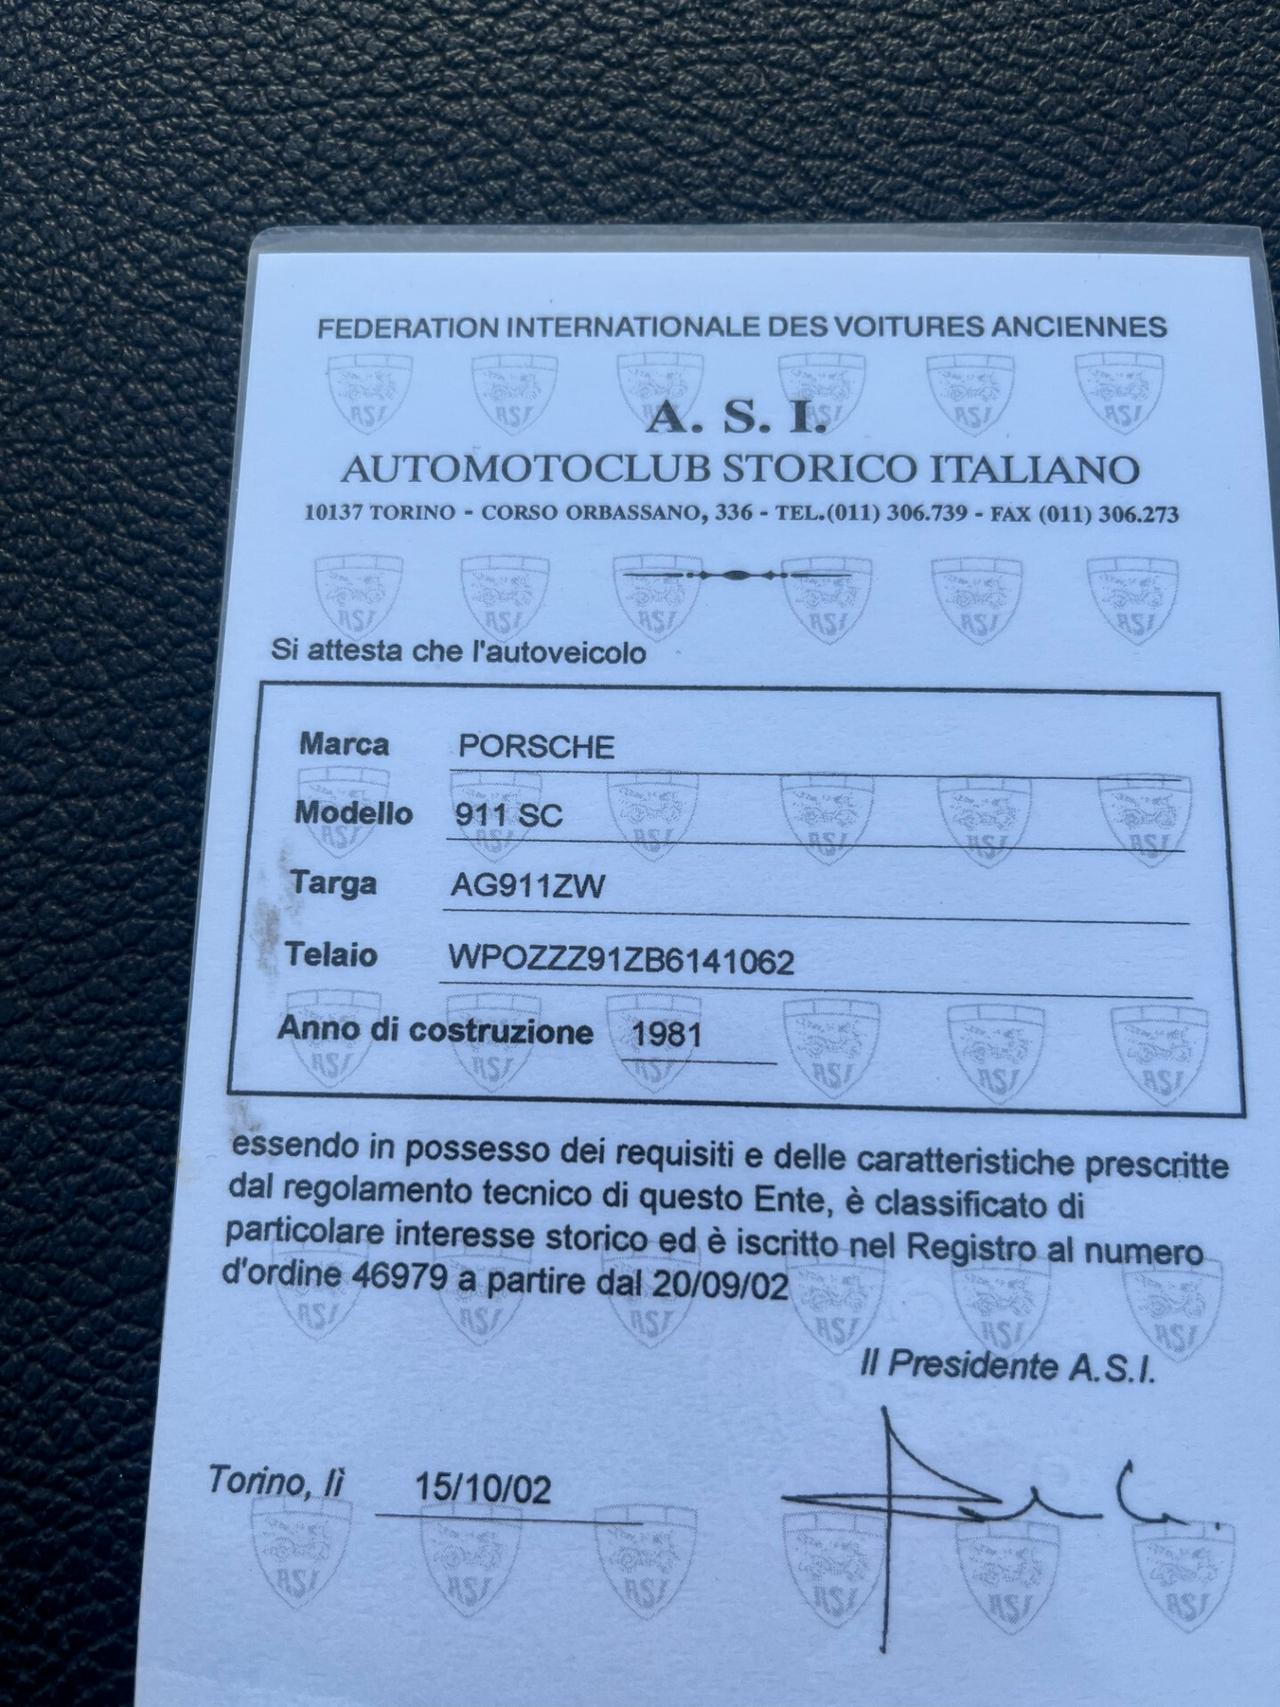 FEDERATION INTERNATIONALE DES VOITURES ANCIENNES
A. S. I.
AUTOMOTOCLUB STORICO ITALIANO
10137 TORINO - CORSO ORBASSANO, 336 - TEL.(011) 306.739 - FAX (011) 306.273
Si attesta che l'autoveicolo
Marca PORSCHE
Modello 911 SC
Targa AG911ZW
Telaio WPOZZZ91ZB6141062
Anno di costruzione 1981
essendo in possesso dei requisiti e delle caratteristiche prescritte
dal regolamento tecnico di questo Ente, è classificato di
particolare interesse storico ed è iscritto nel Registro al numero
d'ordine 46979 a partire dal 20/09/02
Il Presidente A.S.I.
Torino, lì 15/10/02